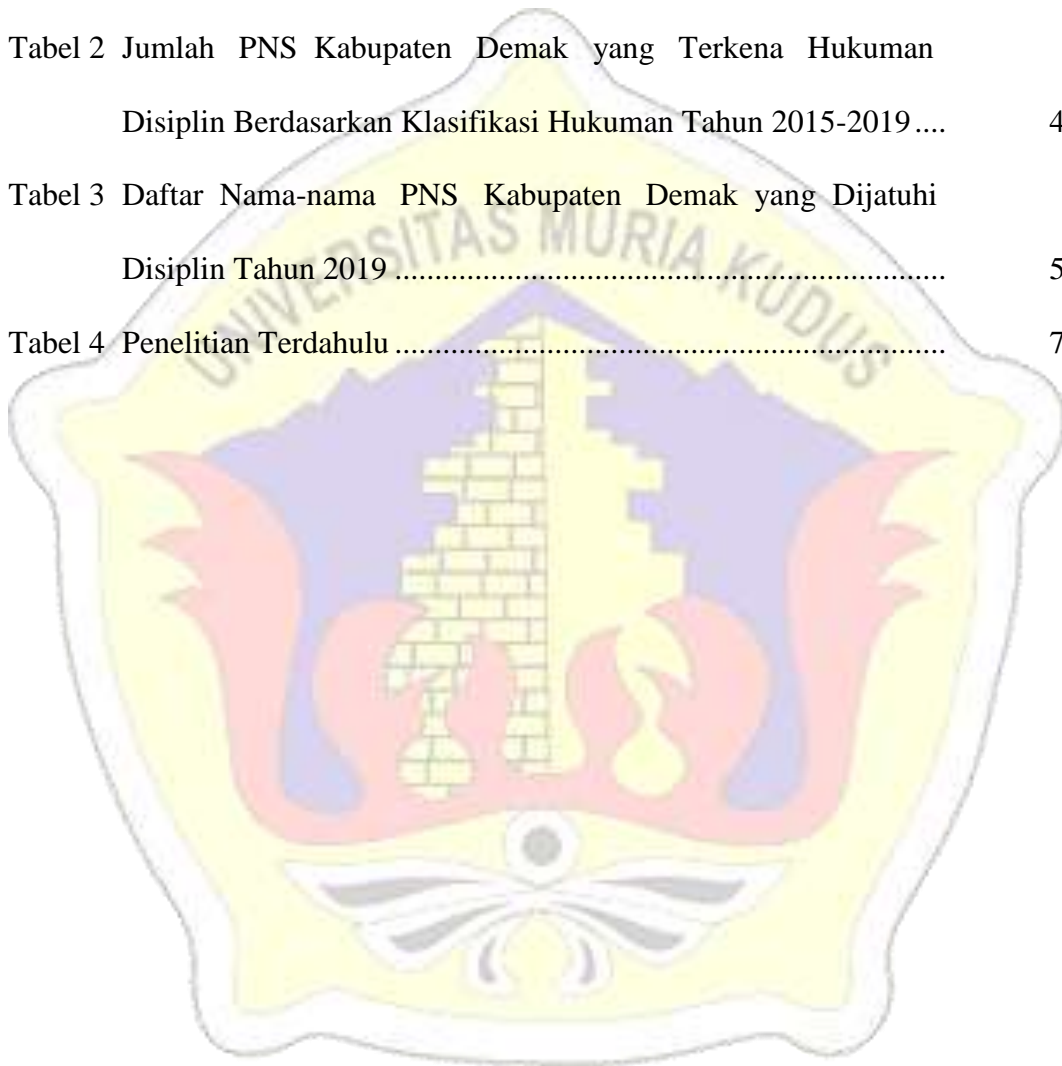 Tabel 2 Jumlah PNS Kabupaten Demak yang Terkena Hukuman
Disiplin Berdasarkan Klasifikasi Hukuman Tahun 2015-2019 .... 4
Tabel 3 Daftar Nama-nama PNS Kabupaten Demak yang Dijatuhi
Disiplin Tahun 2019 ...................................................................... 5
Tabel 4 Penelitian Terdahulu ...................................................................... 7
UNIVERSITAS MURIA KUDUS